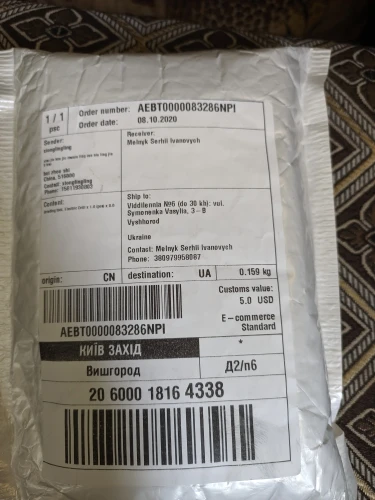 1 / 1
psc
Order number: AEBT0000083286NPI
Order date: 08.10.2020
Sender:
Receiver:
Melnyk Serhii Ivanovych
Content:
Ship to:
Viddilennia №6 (do 30 kh): vul.
Symonenka Vasylia, 3 – B
Vyshhorod
Ukraine
Contact: Melnyk Serhii Ivanovych
Phone: 380970958087
origin: CN destination: UA 0.159 kg
Customs value:
5.0 USD
AEBT0000083286NPI
E – commerce
Standard
КИЇВ ЗАХІД *
Вишгород Д2/п6
20 6000 1816 4338